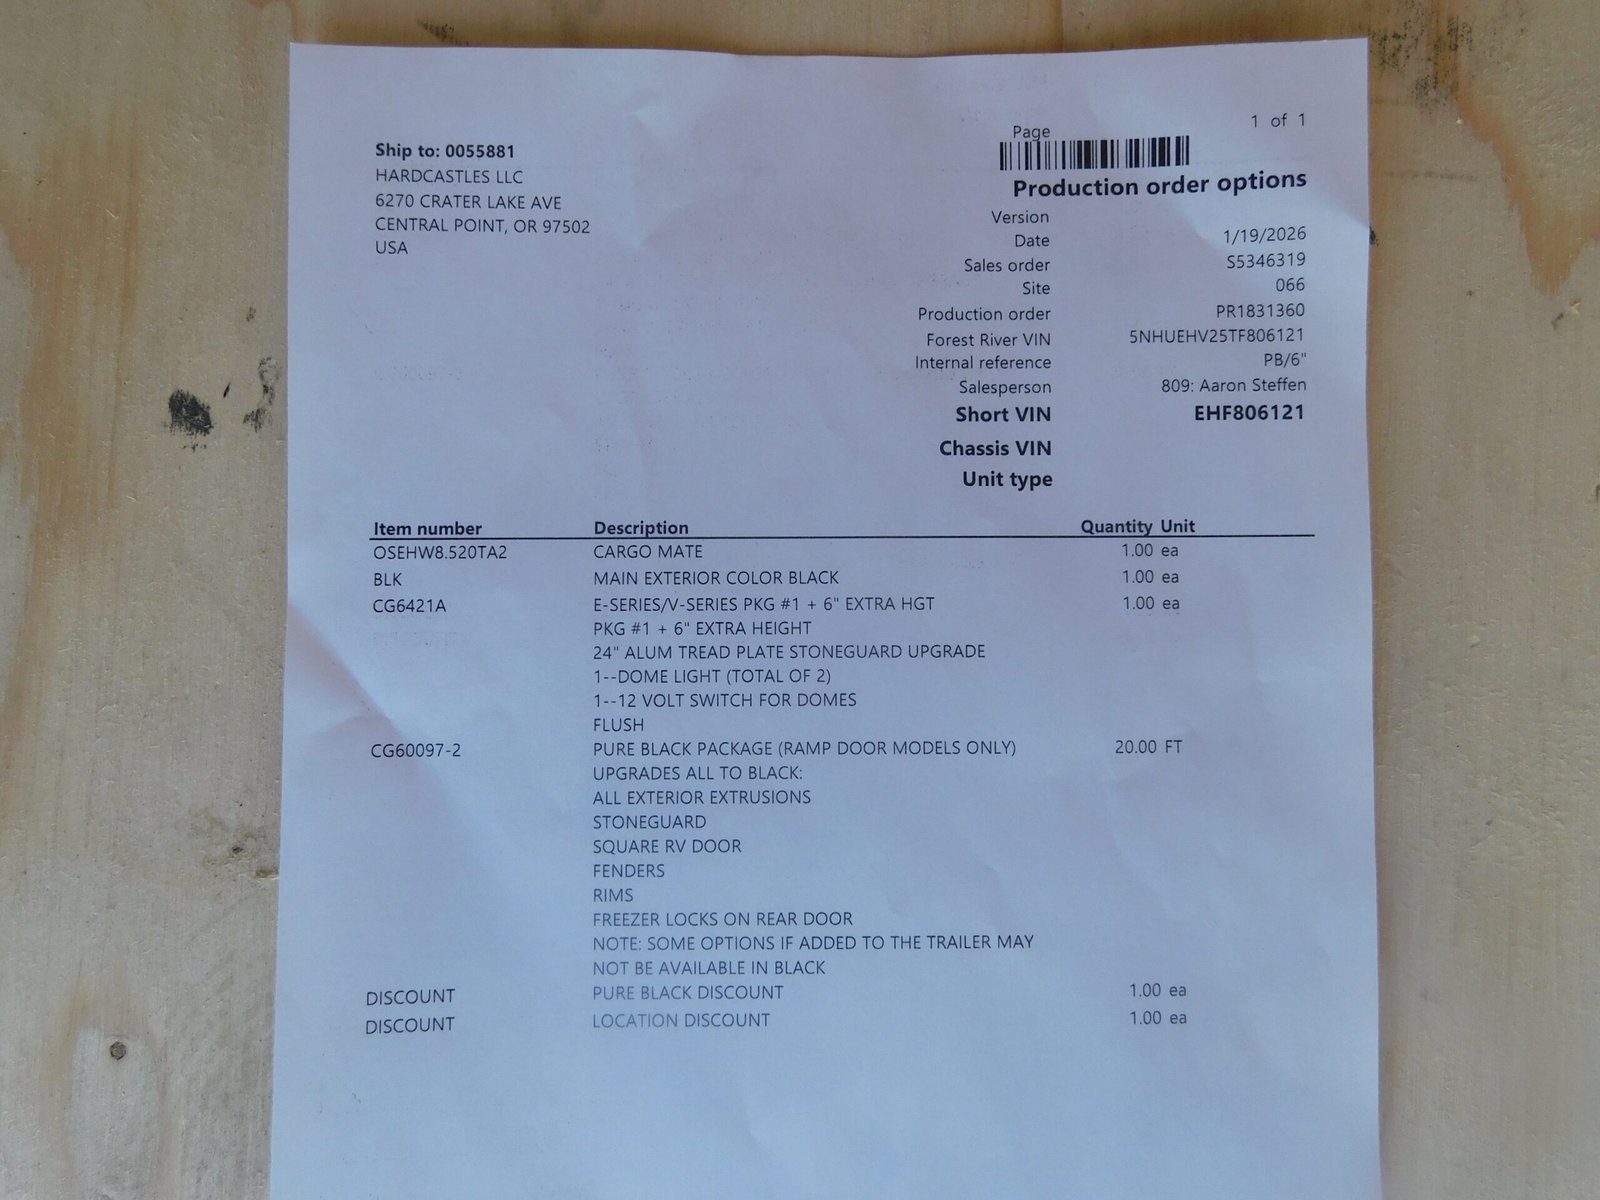 Ship to: 0055881
HARDCASTLES LLC
6270 CRATER LAKE AVE
CENTRAL POINT, OR 97502
USA
Page 1 of 1
Production order options
Version
Date 1/19/2026
Sales order S5346319
Site 066
Production order PR1831360
Forest River VIN 5NHUEHV25TF806121
Internal reference PB/6"
Salesperson 809: Aaron Steffen
Short VIN EHF806121
Chassis VIN
Unit type
Item number Description Quantity Unit
OSEHW8.520TA2 CARGO MATE 1.00 ea
BLK MAIN EXTERIOR COLOR BLACK 1.00 ea
CG6421A E-SERIES/V-SERIES PKG #1 + 6" EXTRA HGT 1.00 ea
PKG #1 + 6" EXTRA HEIGHT
24" ALUM TREAD PLATE STONEGUARD UPGRADE
1--DOME LIGHT (TOTAL OF 2)
1--12 VOLT SWITCH FOR DOMES
FLUSH
CG60097-2 PURE BLACK PACKAGE (RAMP DOOR MODELS ONLY) 20.00 FT
UPGRADES ALL TO BLACK:
ALL EXTERIOR EXTRUSIONS
STONEGUARD
SQUARE RV DOOR
FENDERS
RIMS
FREEZER LOCKS ON REAR DOOR
NOTE: SOME OPTIONS IF ADDED TO THE TRAILER MAY
NOT BE AVAILABLE IN BLACK
DISCOUNT PURE BLACK DISCOUNT 1.00 ea
DISCOUNT LOCATION DISCOUNT 1.00 ea